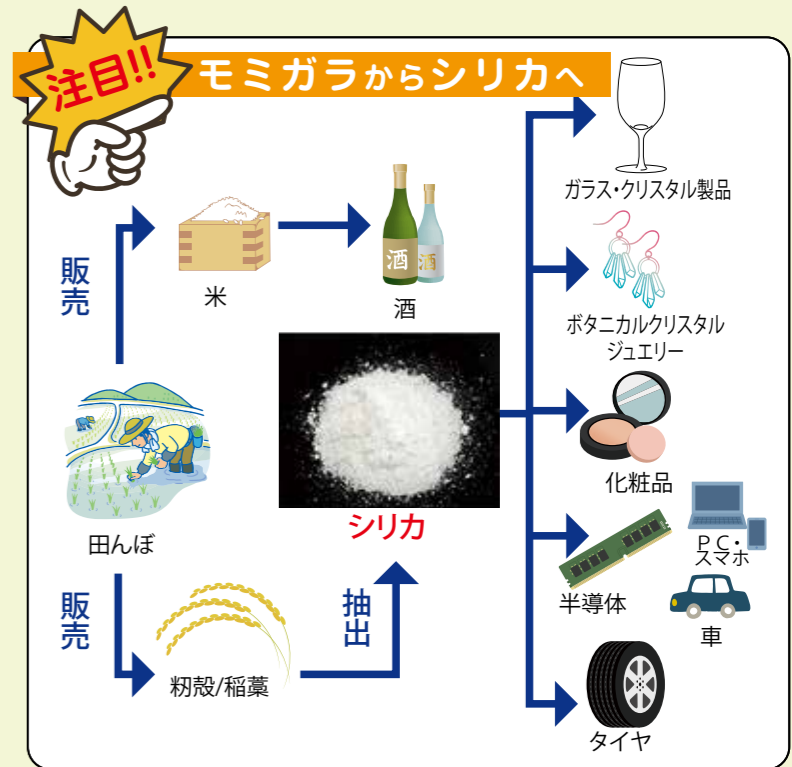 注目!!
モミガラからシリカへ
ガラス・クリスタル製品
販売
米
酒
酒
酒
ボタニカルクリスタル
ジュエリー
田んぼ
シリカ
化粧品
PC・
スマホ
半導体
車
販売
籾殻/稲藁
抽出
タイヤ